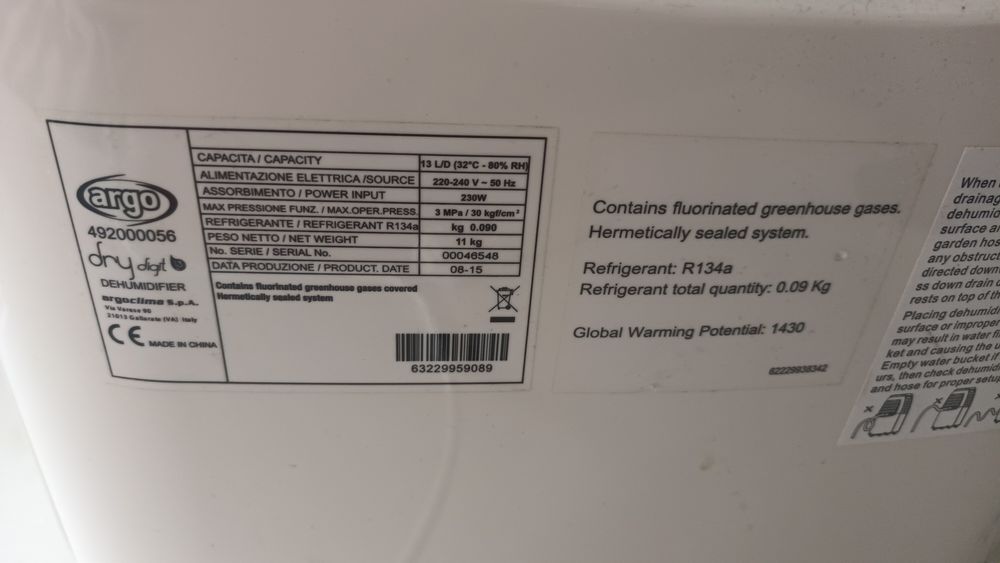 argo
492000056
dry digit
DEHUMIDIFIER
argoclima S.p.A.
Via Varese 90
21013 Gallarate (VA) Italy
CE MADE IN CHINA
CAPACITA / CAPACITY 13 L/D (32°C - 80% RH)
ALIMENTAZIONE ELETTRICA /SOURCE 220-240 V ~ 50 Hz
ASSORBIMENTO / POWER INPUT 230W
MAX PRESSIONE FUNZ. / MAX.OPER.PRESS. 3 MPa / 30 kgf/cm²
REFRIGERANTE / REFRIGERANT R134a kg 0.090
PESO NETTO / NET WEIGHT 11 kg
No. SERIE / SERIAL No. 00046548
DATA PRODUZIONE / PRODUCT. DATE 08-15
Contains fluorinated greenhouse gases covered
Hermetically sealed system
63229959089
Contains fluorinated greenhouse gases.
Hermetically sealed system.
Refrigerant: R134a
Refrigerant total quantity: 0.09 Kg
Global Warming Potential: 1430
62229938342
When
drainag
dehumid
surface a
garden hos
any obstruct
directed down
ss down drain
rests on top of th
Placing dehumidi
surface or improper
may result in water fi
ket and causing the u
Empty water bucket if
urs, then check dehumid
and hose for proper setup